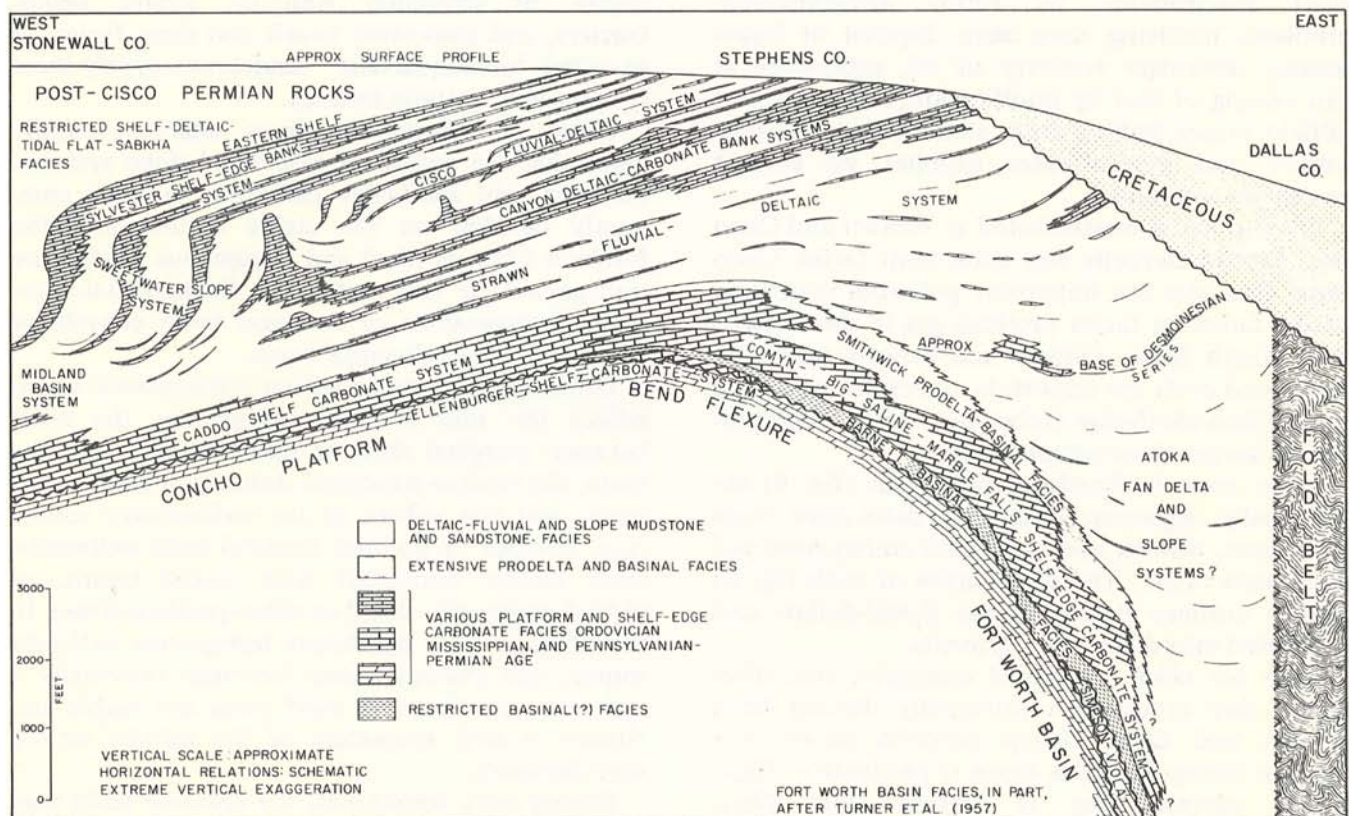 WEST
STONEWALL CO.
EAST
APPROX SURFACE PROFILE
STEPHENS CO.
DALLAS
CO.
POST-CISCO PERMIAN ROCKS
RESTRICTED SHELF-DELTAIC-
TIDAL FLAT-SABKHA
FACIES
EASTERN SHELF
SYLVESTER SHELF-EDGE BANK
SYSTEM
CISCO
FLUVIAL-DELTAIC SYSTEM
CANYON DELTAIC-CARBONATE BANK SYSTEMS
CRETACEOUS
SWEETWATER SLOPE
SYSTEM
STRAWN
FLUVIAL
DELTAIC
SYSTEM
MIDLAND
BASIN
SYSTEM
CADDO SHELF CARBONATE SYSTEM
ELLENBURGER SHELF CARBONATE SYSTEM
CONCHO PLATFORM
BEND FLEXURE
COMYN-BIG-SALINE-MARBLE FALLS SHELF-EDGE CARBONATE SYSTEM
SMITHWICK PRODELTA-BASINAL FACIES
APPROX
BASE OF DESMOINESIAN
SERIES
BARNETT BASINAL FACIES
SIMPSON-VIOLA
ATOKA
FAN DELTA
AND
SLOPE
SYSTEMS?
FOLD BELT
FORT WORTH BASIN
DELTAIC-FLUVIAL AND SLOPE MUDSTONE
AND SANDSTONE FACIES
EXTENSIVE PRODELTA AND BASINAL FACIES
VARIOUS PLATFORM AND SHELF-EDGE
CARBONATE FACIES ORDOVICIAN
MISSISSIPPIAN, AND PENNSYLVANIAN-
PERMIAN AGE
RESTRICTED BASINAL(?) FACIES
3000
2000
FEET
1000
0
VERTICAL SCALE: APPROXIMATE
HORIZONTAL RELATIONS: SCHEMATIC
EXTREME VERTICAL EXAGGERATION
?
?
FORT WORTH BASIN FACIES, IN PART,
AFTER TURNER ET AL (1957)